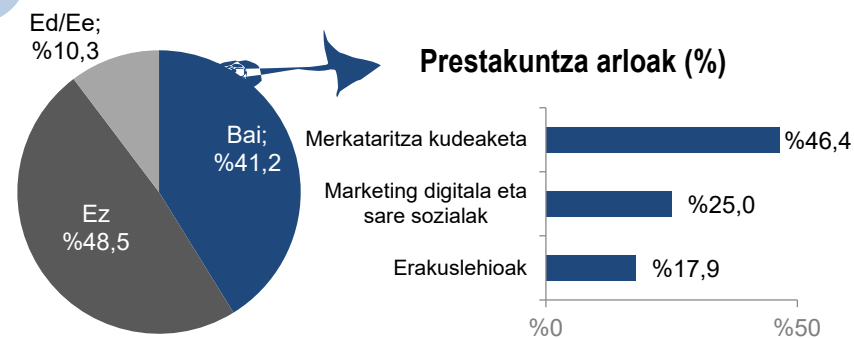 Ed/Ee;
%10,3
Bai;
%41,2
Ez
%48,5
Prestakuntza arloak (%)
Merkataritza kudeaketa
%46,4
Marketing digitala eta
sare sozialak
%25,0
Erakuslehioak
%17,9
%0
%50